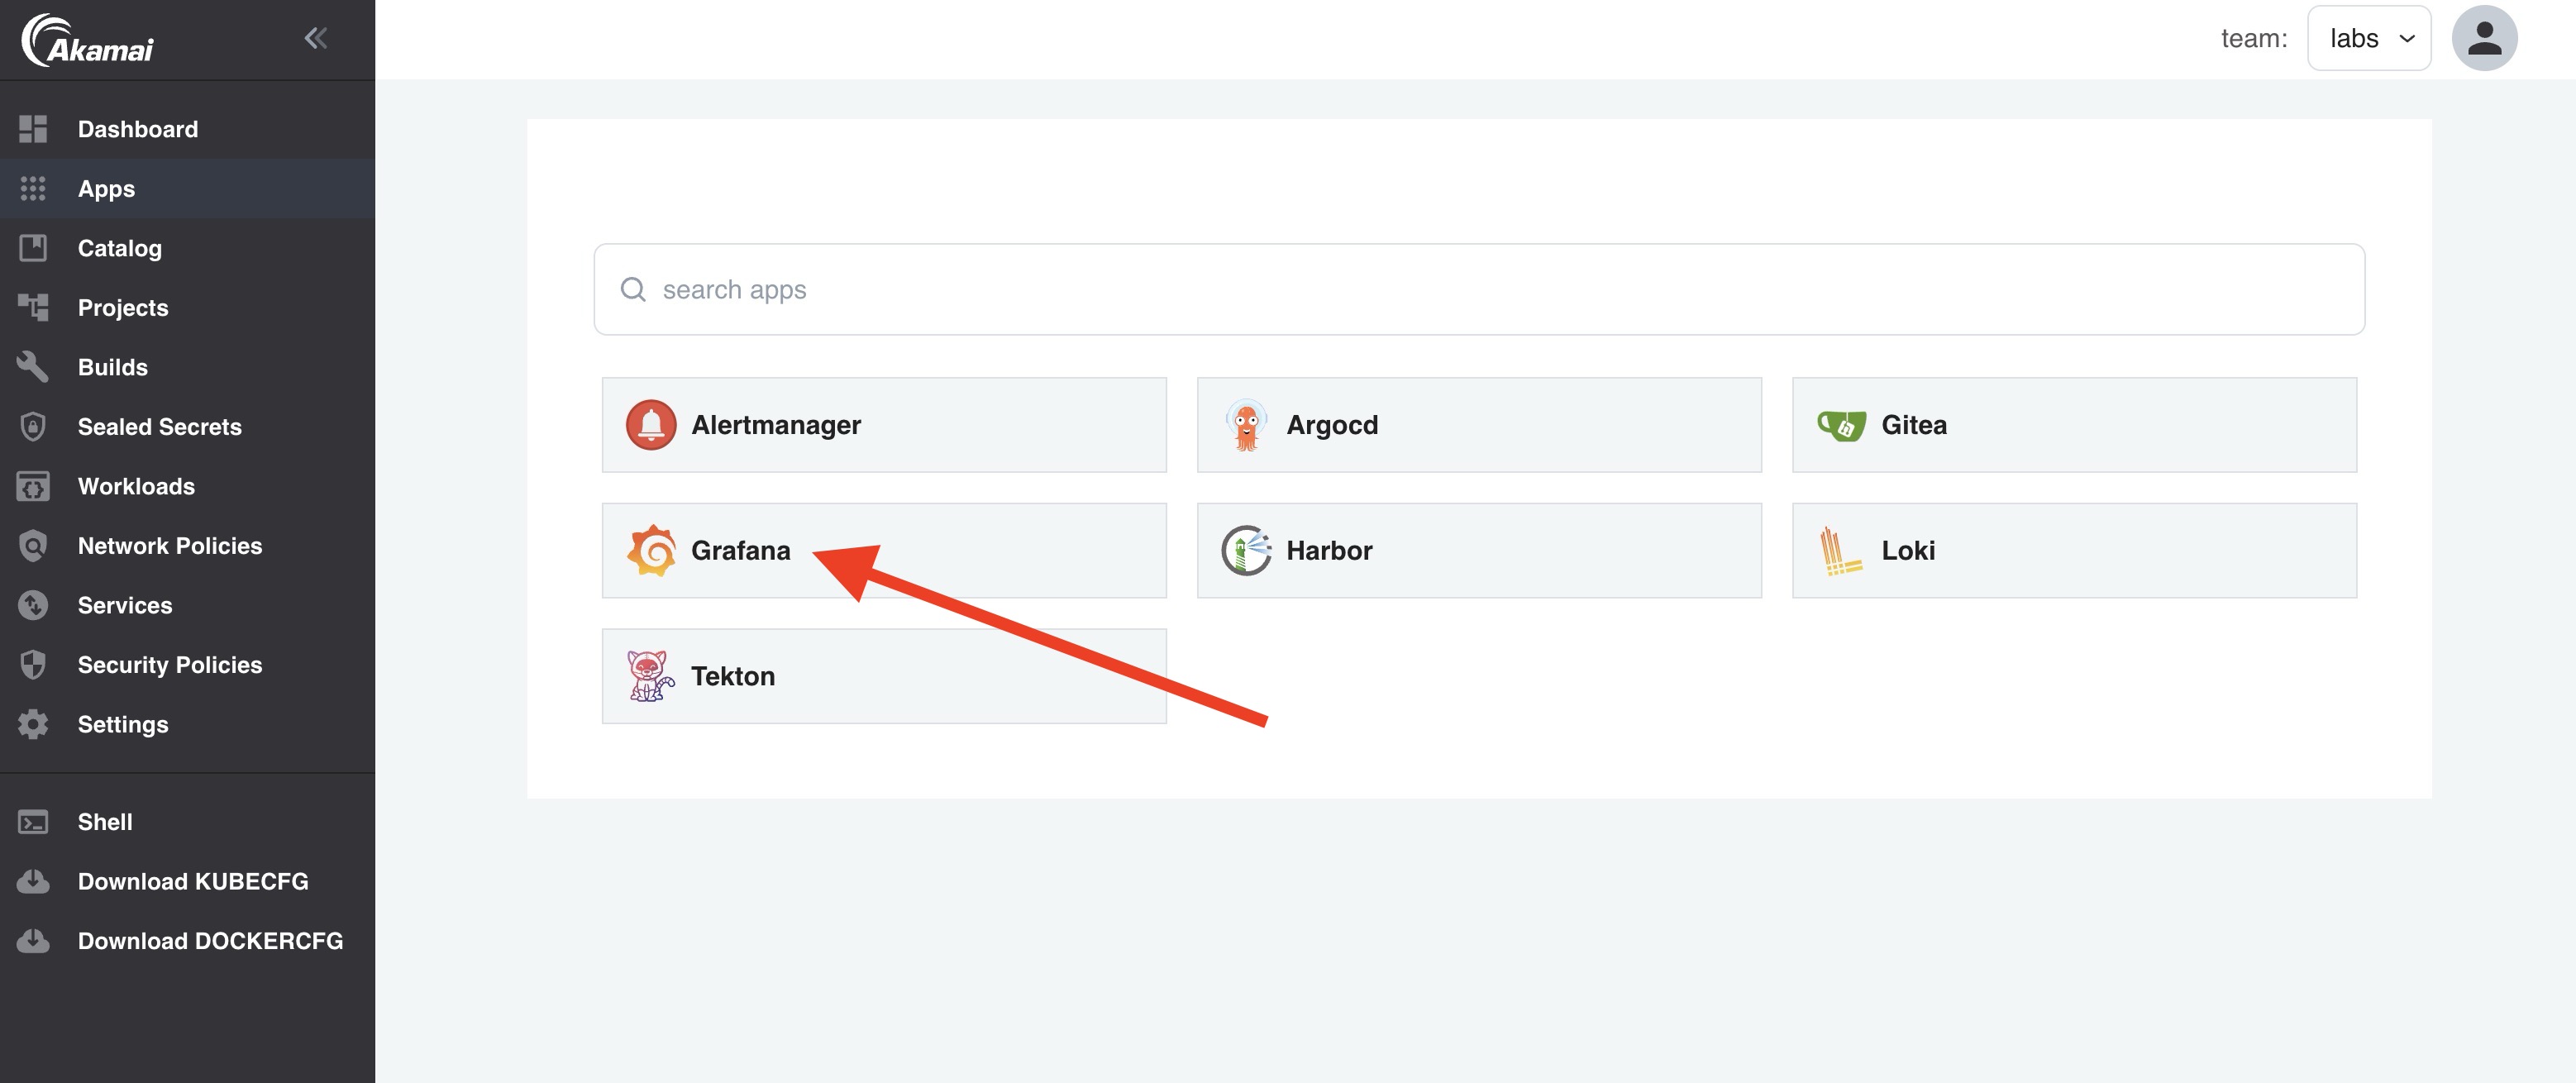 Akamai
team: labs
Dashboard
Apps
Catalog
Projects
Builds
Sealed Secrets
Workloads
Network Policies
Services
Security Policies
Settings
Shell
Download KUBECFG
Download DOCKERCFG
search apps
Alertmanager
Argocd
Gitea
Grafana
Harbor
Loki
Tekton